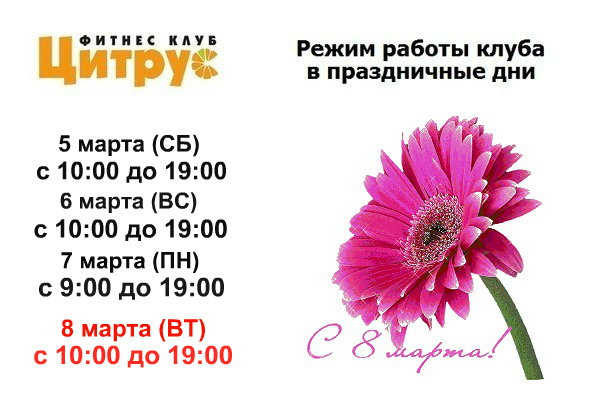 ФИТНЕС КЛУБ
Цитрус
Режим работы клуба
в праздничные дни
5 марта (СБ)
с 10:00 до 19:00
6 марта (ВС)
с 10:00 до 19:00
7 марта (ПН)
с 9:00 до 19:00
8 марта (ВТ)
с 10:00 до 19:00
С 8 марта!